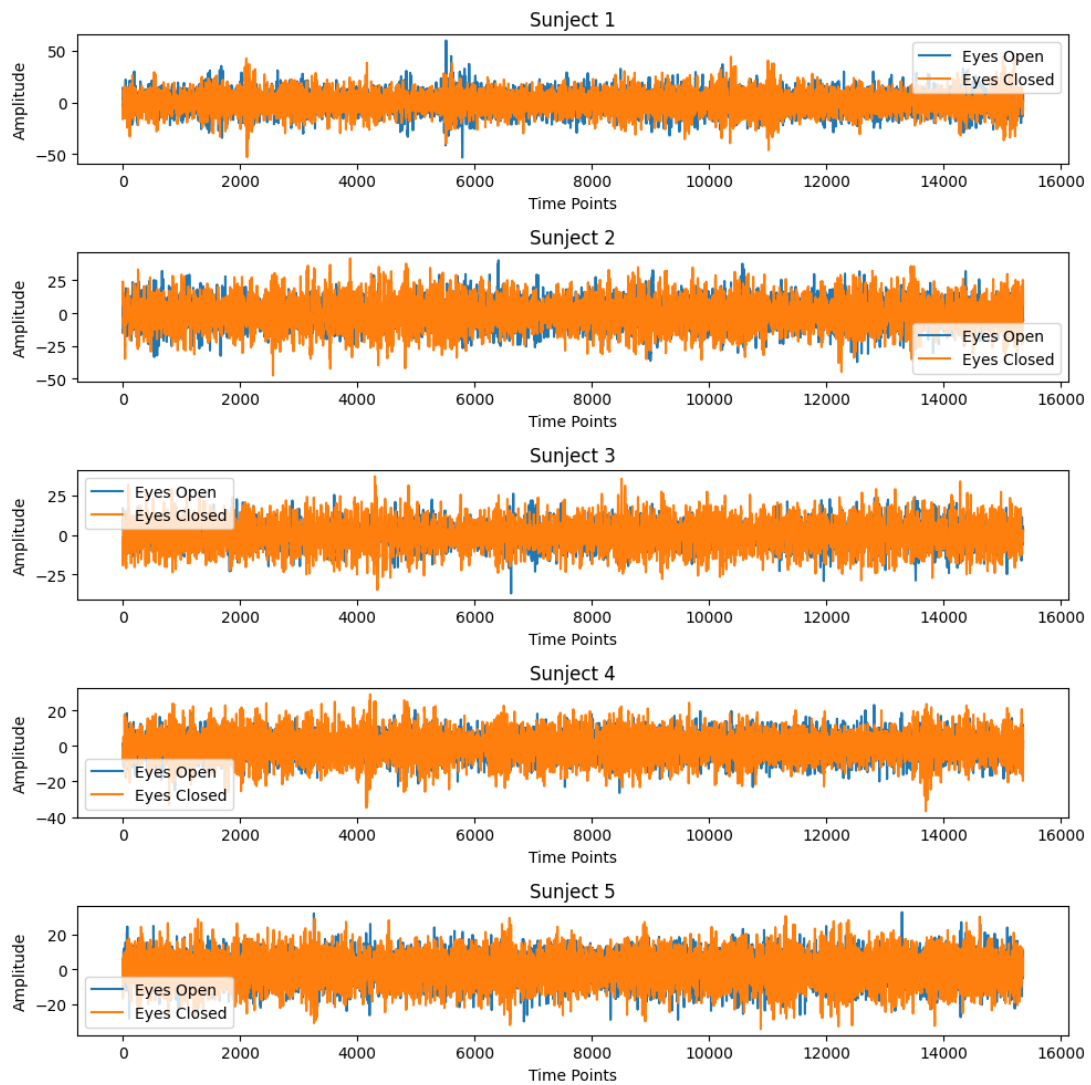 Sunject 1
50
0
−50
Amplitude
Eyes Open
Eyes Closed
0 2000 4000 6000 8000 10000 12000 14000 16000
Time Points
Sunject 2
25
0
−25
−50
Amplitude
Eyes Open
Eyes Closed
0 2000 4000 6000 8000 10000 12000 14000 16000
Time Points
Sunject 3
25
0
−25
Amplitude
Eyes Open
Eyes Closed
0 2000 4000 6000 8000 10000 12000 14000 16000
Time Points
Sunject 4
20
0
−20
−40
Amplitude
Eyes Open
Eyes Closed
0 2000 4000 6000 8000 10000 12000 14000 16000
Time Points
Sunject 5
20
0
−20
Amplitude
Eyes Open
Eyes Closed
0 2000 4000 6000 8000 10000 12000 14000 16000
Time Points